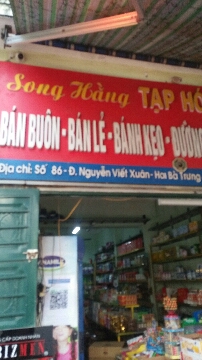 Song Hằng TẠP HÓ
BÁN BUÔN - BÁN LẺ - BÁNH KẸO - ĐƯỜNG
Địa chỉ: Số 86 - Đ. Nguyễn Viết Xuân - Hai Bà Trưng
BIZMEN